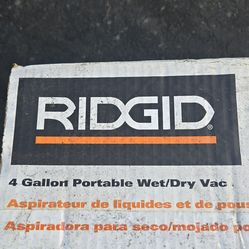 RIDGID®
4 Gallon Portable Wet/Dry Vac
Aspirateur de liquides et de
Aspiradora para seco/mojado